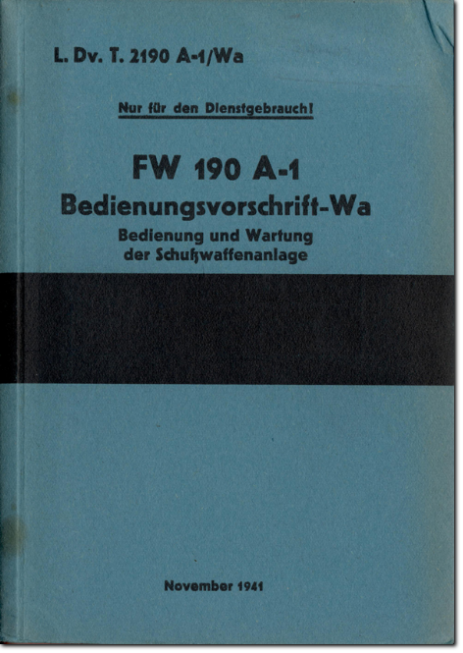 L. Dv. T. 2190 A-1/Wa
Nur für den Dienstgebrauch!
FW 190 A-1
Bedienungsvorschrift-Wa
Bedienung und Wartung
der Schußwaffenanlage
November 1941